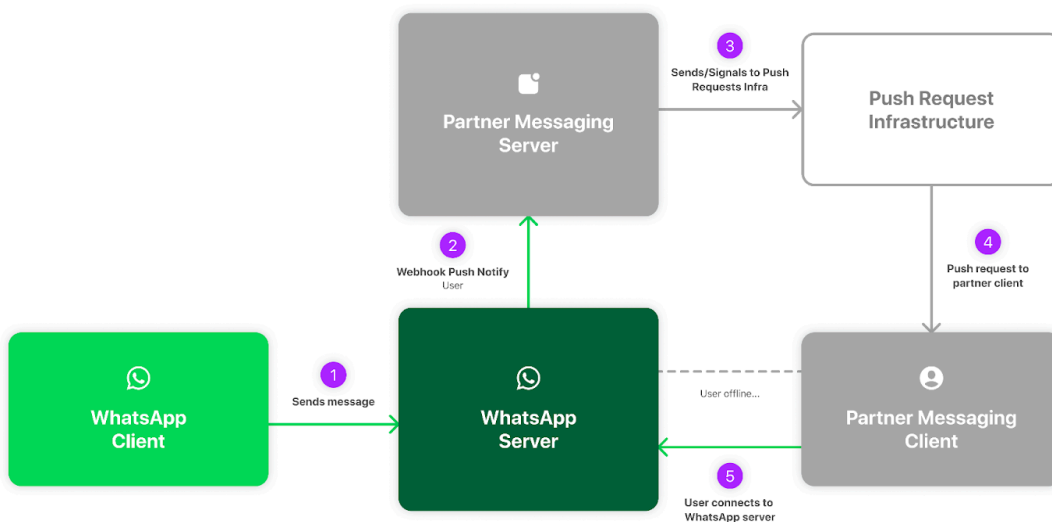 3
Sends/Signals to Push
Requests Infra
Partner Messaging
Server
Push Request
Infrastructure
2
Webhook Push Notify
User
4
Push request to
partner client
1
Sends message
WhatsApp
Client
WhatsApp
Server
User offline...
Partner Messaging
Client
5
User connects to
WhatsApp server